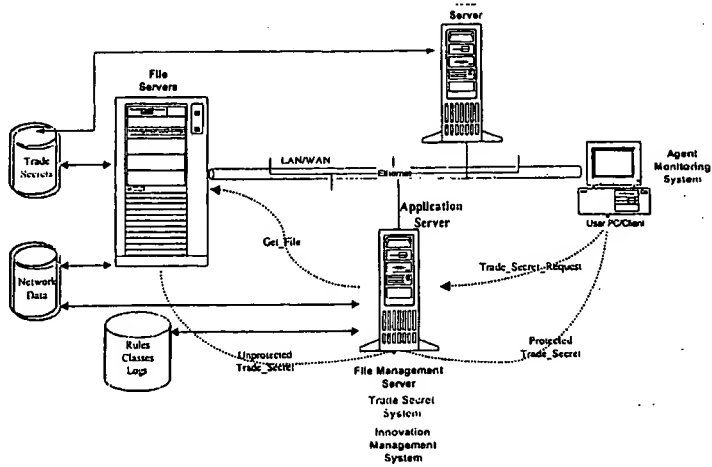 Server
File
Servers
Trade
Secrets
LAN/WAN
Ethernet
Agent
Monitoring
System
User PC/Client
Application
Server
Get_File
Trade_Secret_Request
Network
Data
Rules
Classes
Logs
Unprotected
Trade_Secret
Protected
Trade_Secret
File Management
Server
Trade Secret
System
Innovation
Management
System